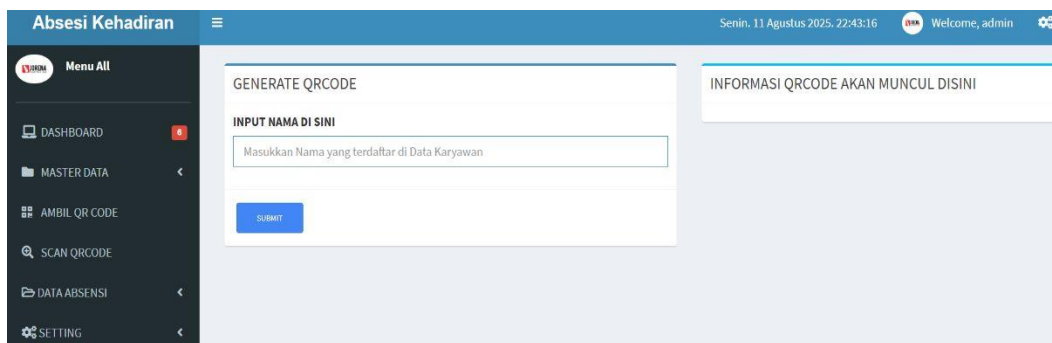 Absesi Kehadiran
Senin. 11 Agustus 2025. 22:43:16
Welcome, admin
Menu All
DASHBOARD 6
MASTER DATA
AMBIL QR CODE
SCAN QRCODE
DATA ABSENSI
SETTING
GENERATE QRCODE
INPUT NAMA DI SINI
Masukkan Nama yang terdaftar di Data Karyawan
SUBMIT
INFORMASI QRCODE AKAN MUNCUL DISINI